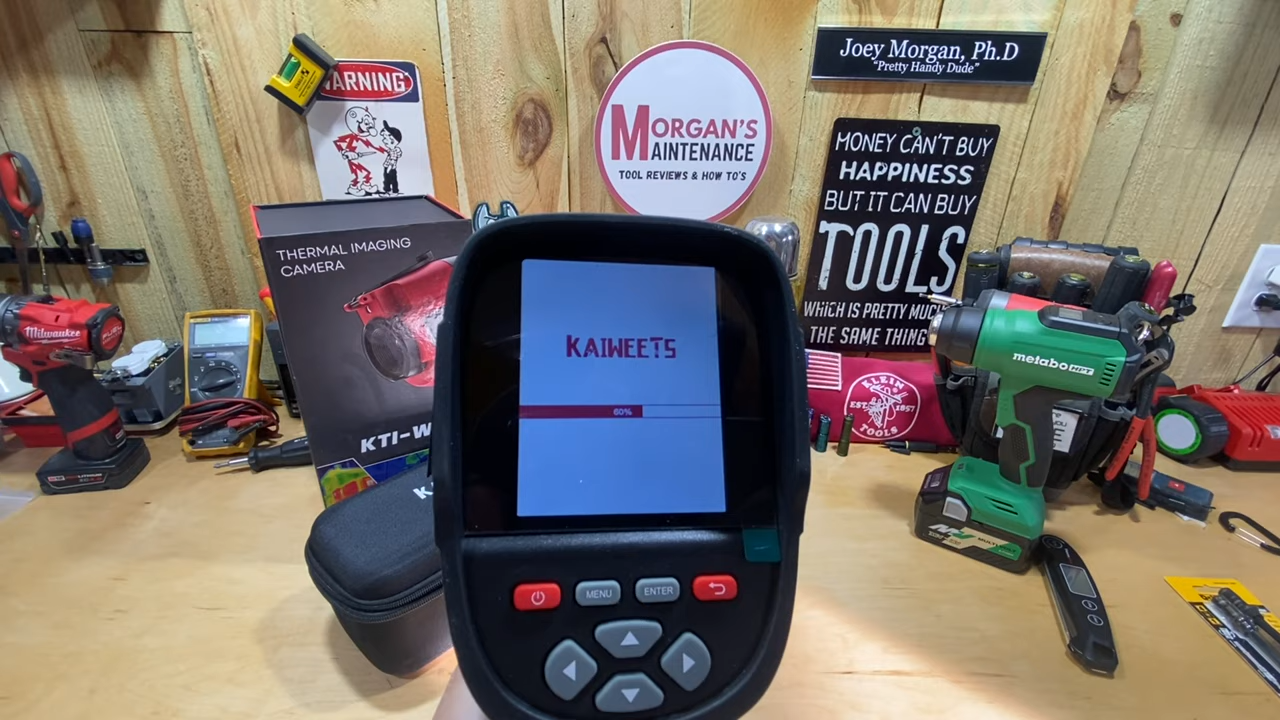 WARNING!
MORGAN'S
MAINTENANCE
TOOL REVIEWS & HOW TO'S
Joey Morgan, Ph.D
"Pretty Handy Dude"
MONEY CAN'T BUY
HAPPINESS
BUT IT CAN BUY
TOOLS
WHICH IS PRETTY MUCH
THE SAME THING
THERMAL IMAGING
CAMERA
KTI-W
KAIWEETS
60%
MENU
ENTER
Milwaukee
metabo HPT
KLEIN
EST. 1857
TOOLS